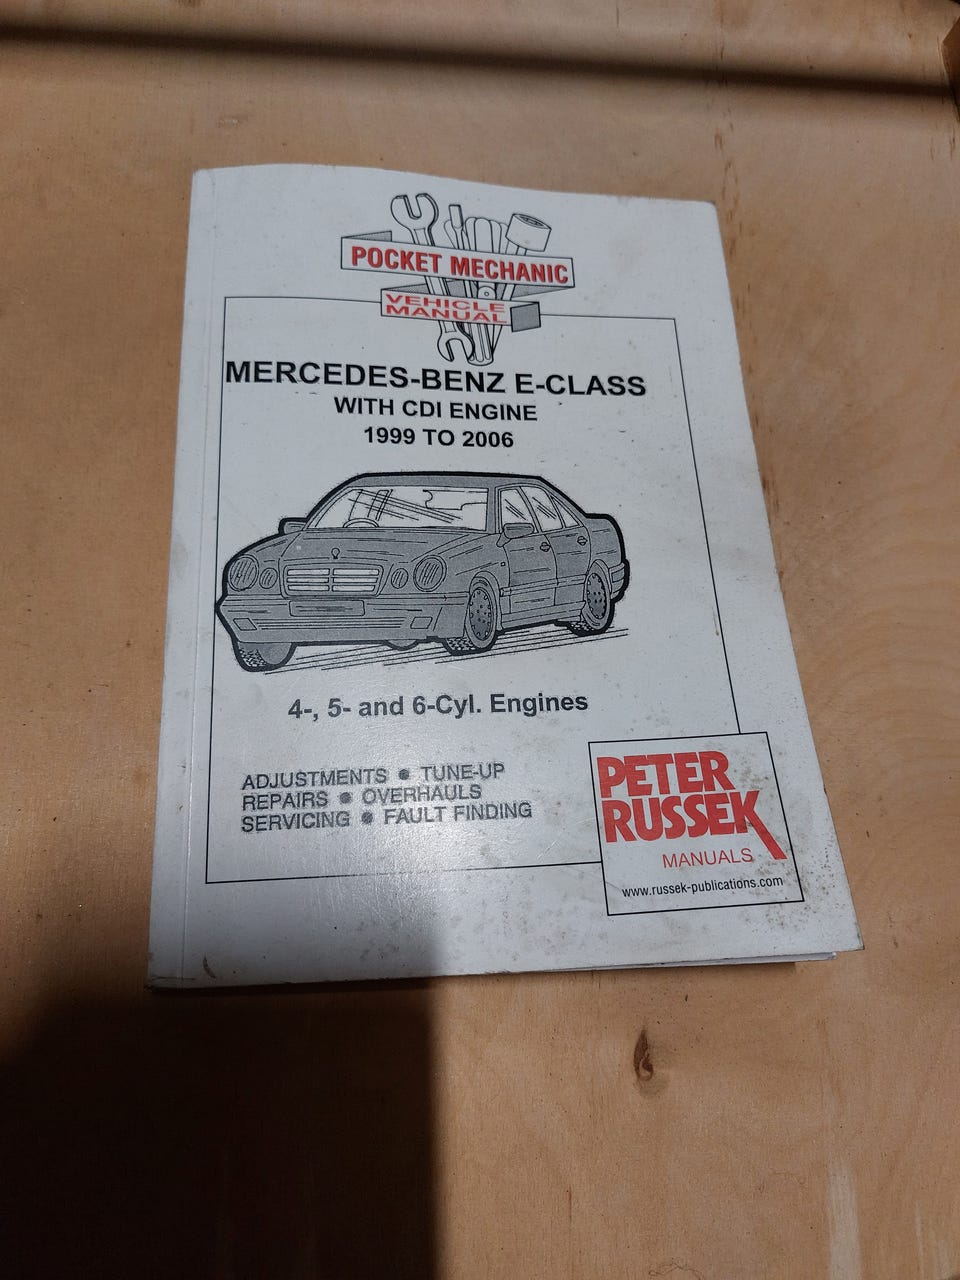 POCKET MECHANIC
VEHICLE
MANUAL
MERCEDES-BENZ E-CLASS
WITH CDI ENGINE
1999 TO 2006
4-, 5- and 6-Cyl. Engines
ADJUSTMENTS ● TUNE-UP
REPAIRS ● OVERHAULS
SERVICING ● FAULT FINDING
PETER
RUSSEK
MANUALS
www.russek-publications.com